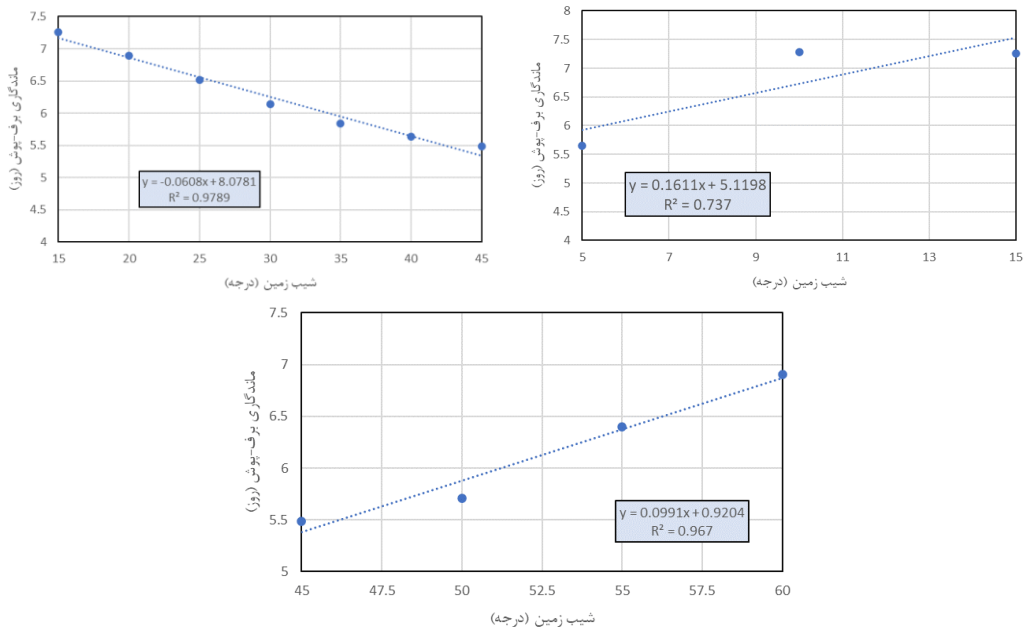 7.5
7
6.5
6
5.5
5
4.5
4
ماندگاری برف-پوش (روز)
y = -0.0608x + 8.0781
R² = 0.9789
15 20 25 30 35 40 45
شیب زمین (درجه)
8
7.5
7
6.5
6
5.5
5
4.5
4
ماندگاری برف-پوش (روز)
y = 0.1611x + 5.1198
R² = 0.737
5 7 9 11 13 15
شیب زمین (درجه)
7.5
7
6.5
6
5.5
5
ماندگاری برف-پوش (روز)
y = 0.0991x + 0.9204
R² = 0.967
45 47.5 50 52.5 55 57.5 60
شیب زمین (درجه)